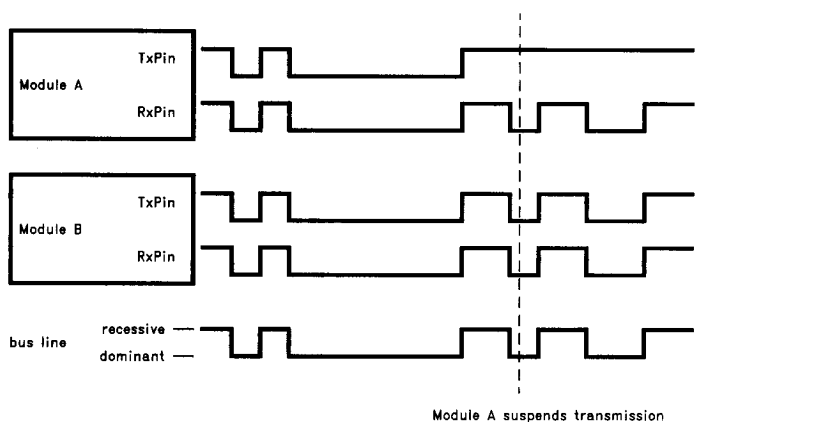 TxPin
Module A
RxPin
TxPin
Module B
RxPin
recessive
bus line
dominant
Module A suspends transmission